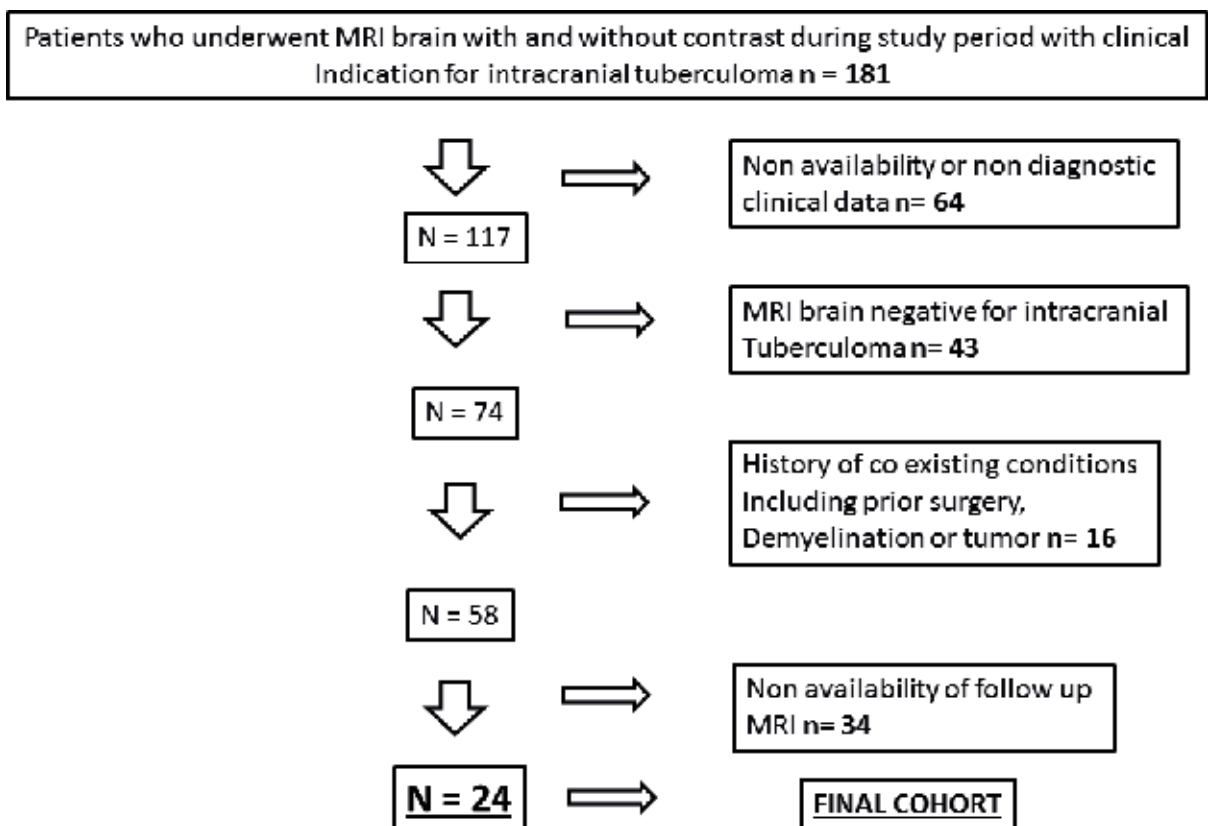 Patients who underwent MRI brain with and without contrast during study period with clinical
Indication for intracranial tuberculoma n = 181
Non availability or non diagnostic
clinical data n= 64
N = 117
MRI brain negative for intracranial
Tuberculoma n= 43
N = 74
History of co existing conditions
Including prior surgery,
Demyelination or tumor n= 16
N = 58
Non availability of follow up
MRI n= 34
N = 24
FINAL COHORT